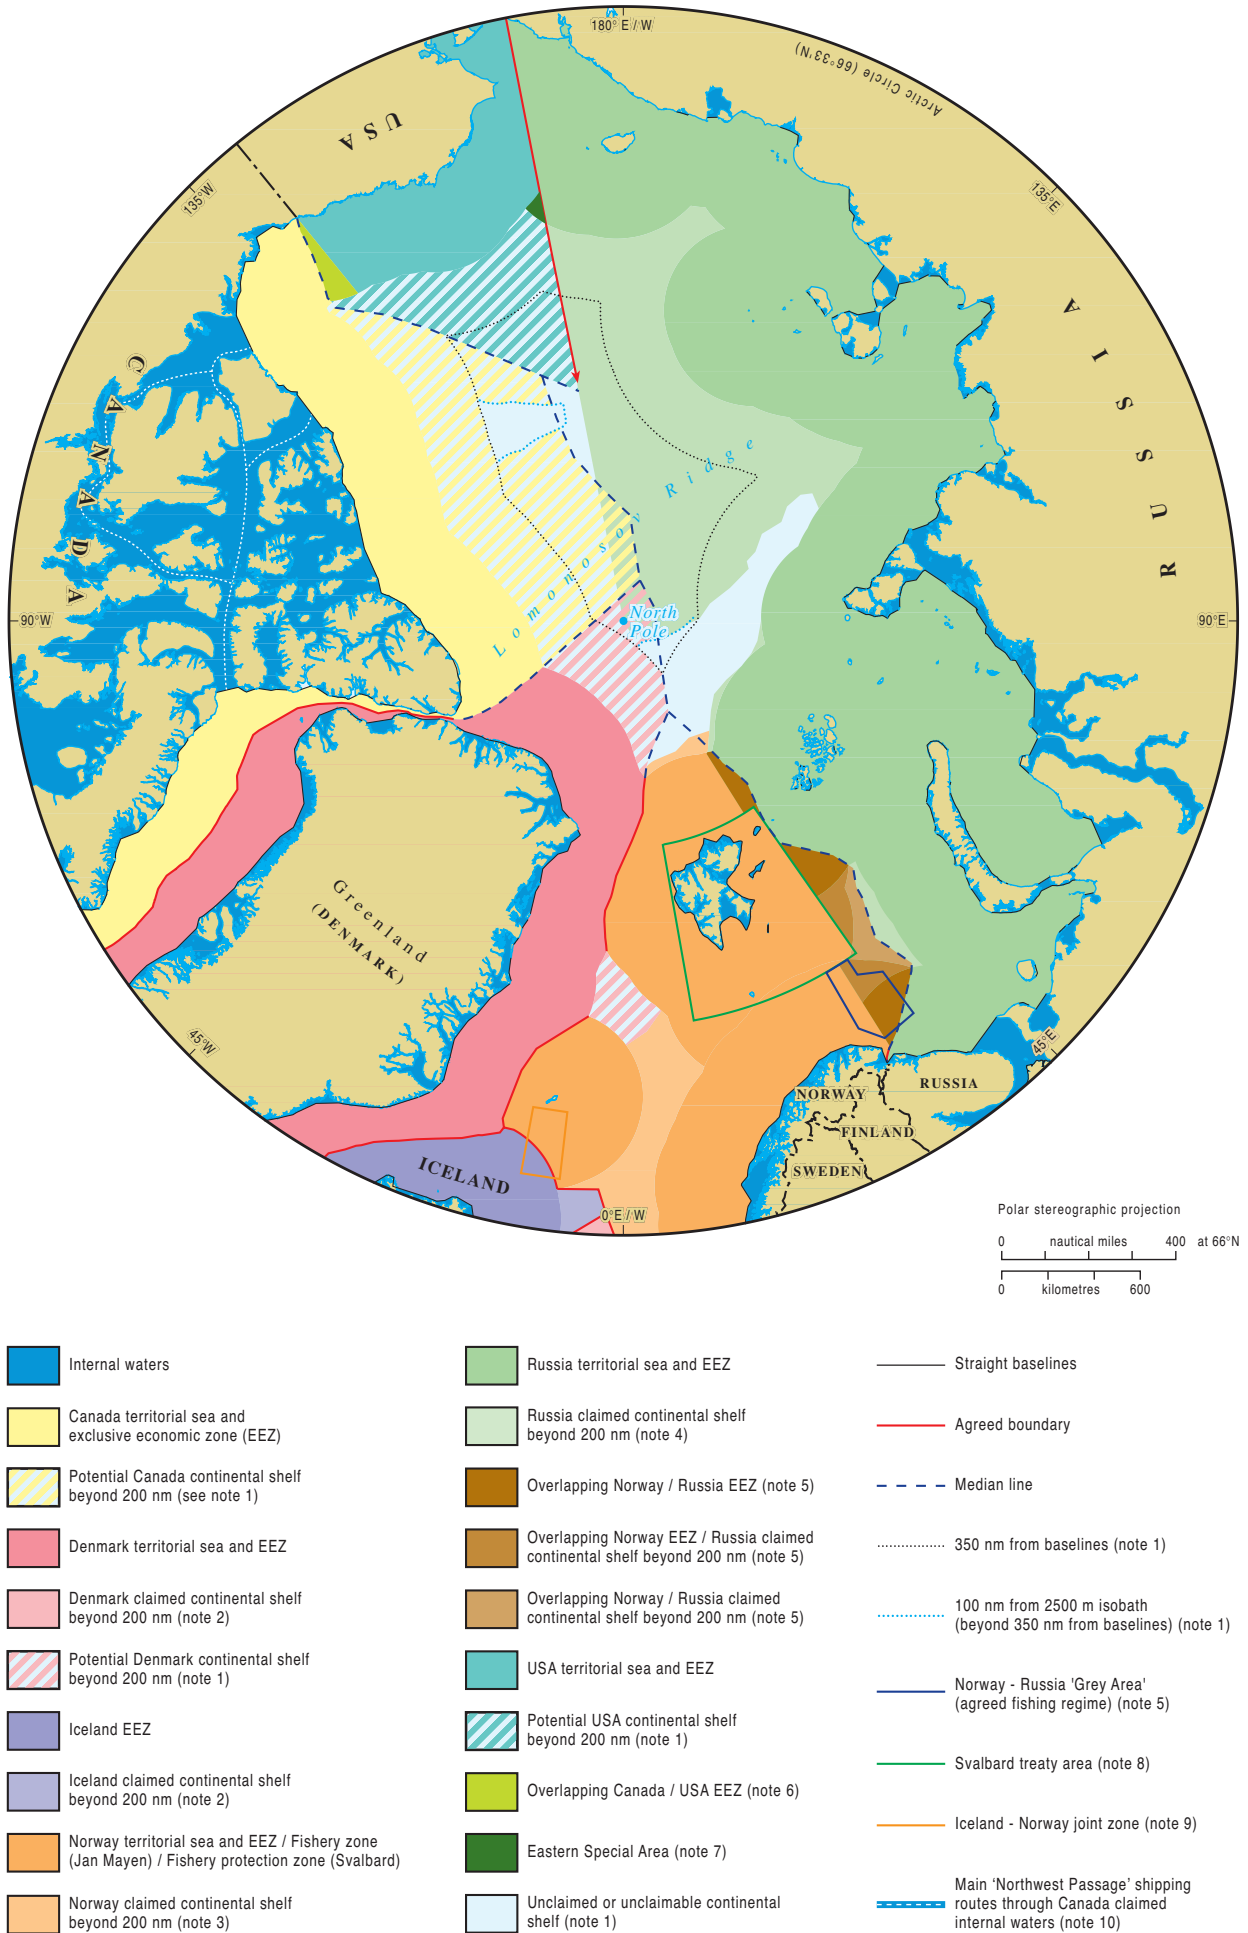 180° E / W
Arctic Circle (66°33'N)
USA
135°W
135°E
CANADA
RUSSIA
Lomonosov Ridge
North
Pole
90°W
90°E
Greenland
(DENMARK)
45°W
45°E
NORWAY
RUSSIA
FINLAND
SWEDEN
ICELAND
0°E / W
Polar stereographic projection
0 nautical miles 400 at 66°N
0 kilometres 600
Internal waters
Canada territorial sea and
exclusive economic zone (EEZ)
Potential Canada continental shelf
beyond 200 nm (see note 1)
Denmark territorial sea and EEZ
Denmark claimed continental shelf
beyond 200 nm (note 2)
Potential Denmark continental shelf
beyond 200 nm (note 1)
Iceland EEZ
Iceland claimed continental shelf
beyond 200 nm (note 2)
Norway territorial sea and EEZ / Fishery zone
(Jan Mayen) / Fishery protection zone (Svalbard)
Norway claimed continental shelf
beyond 200 nm (note 3)
Russia territorial sea and EEZ
Russia claimed continental shelf
beyond 200 nm (note 4)
Overlapping Norway / Russia EEZ (note 5)
Overlapping Norway EEZ / Russia claimed
continental shelf beyond 200 nm (note 5)
Overlapping Norway / Russia claimed
continental shelf beyond 200 nm (note 5)
USA territorial sea and EEZ
Potential USA continental shelf
beyond 200 nm (note 1)
Overlapping Canada / USA EEZ (note 6)
Eastern Special Area (note 7)
Unclaimed or unclaimable continental
shelf (note 1)
Straight baselines
Agreed boundary
Median line
350 nm from baselines (note 1)
100 nm from 2500 m isobath
(beyond 350 nm from baselines) (note 1)
Norway - Russia 'Grey Area'
(agreed fishing regime) (note 5)
Svalbard treaty area (note 8)
Iceland - Norway joint zone (note 9)
Main ‘Northwest Passage’ shipping
routes through Canada claimed
internal waters (note 10)